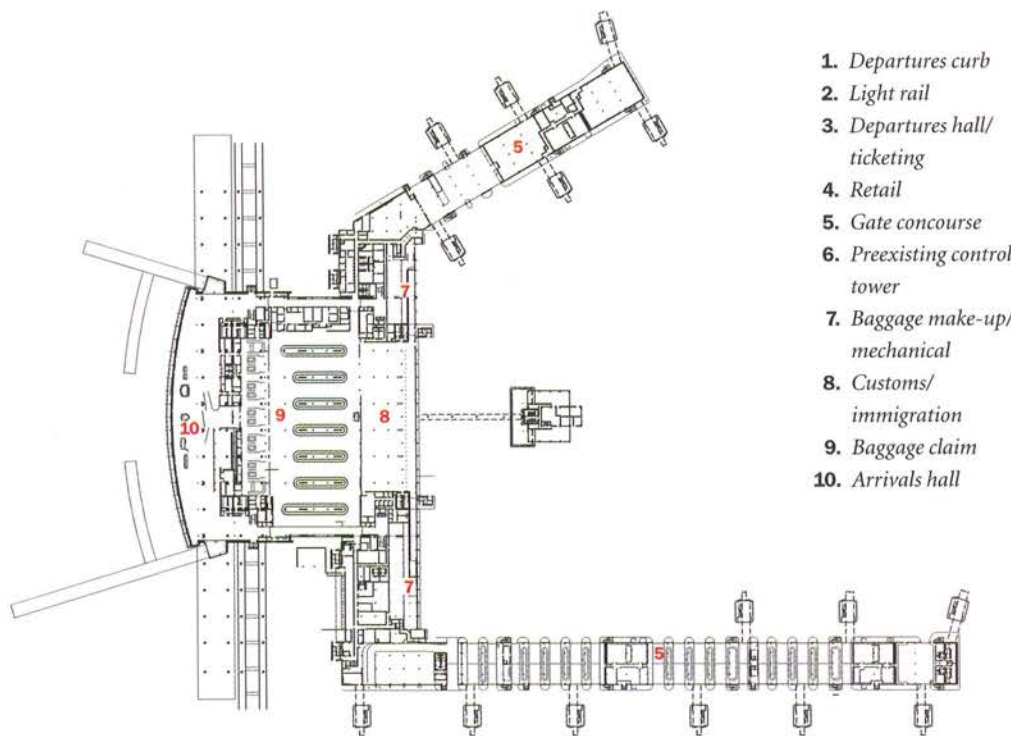 1. Departures curb
2. Light rail
3. Departures hall/
ticketing
4. Retail
5. Gate concourse
6. Preexisting control
tower
7. Baggage make-up/
mechanical
8. Customs/
immigration
9. Baggage claim
10. Arrivals hall
5
7
10
9
8
7
5